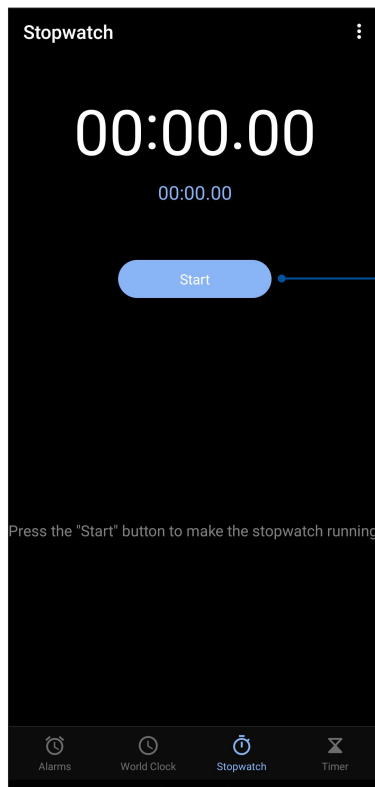 Stopwatch
00:00.00
00:00.00
Start
Press the "Start" button to make the stopwatch running
Alarms
World Clock
Stopwatch
Timer